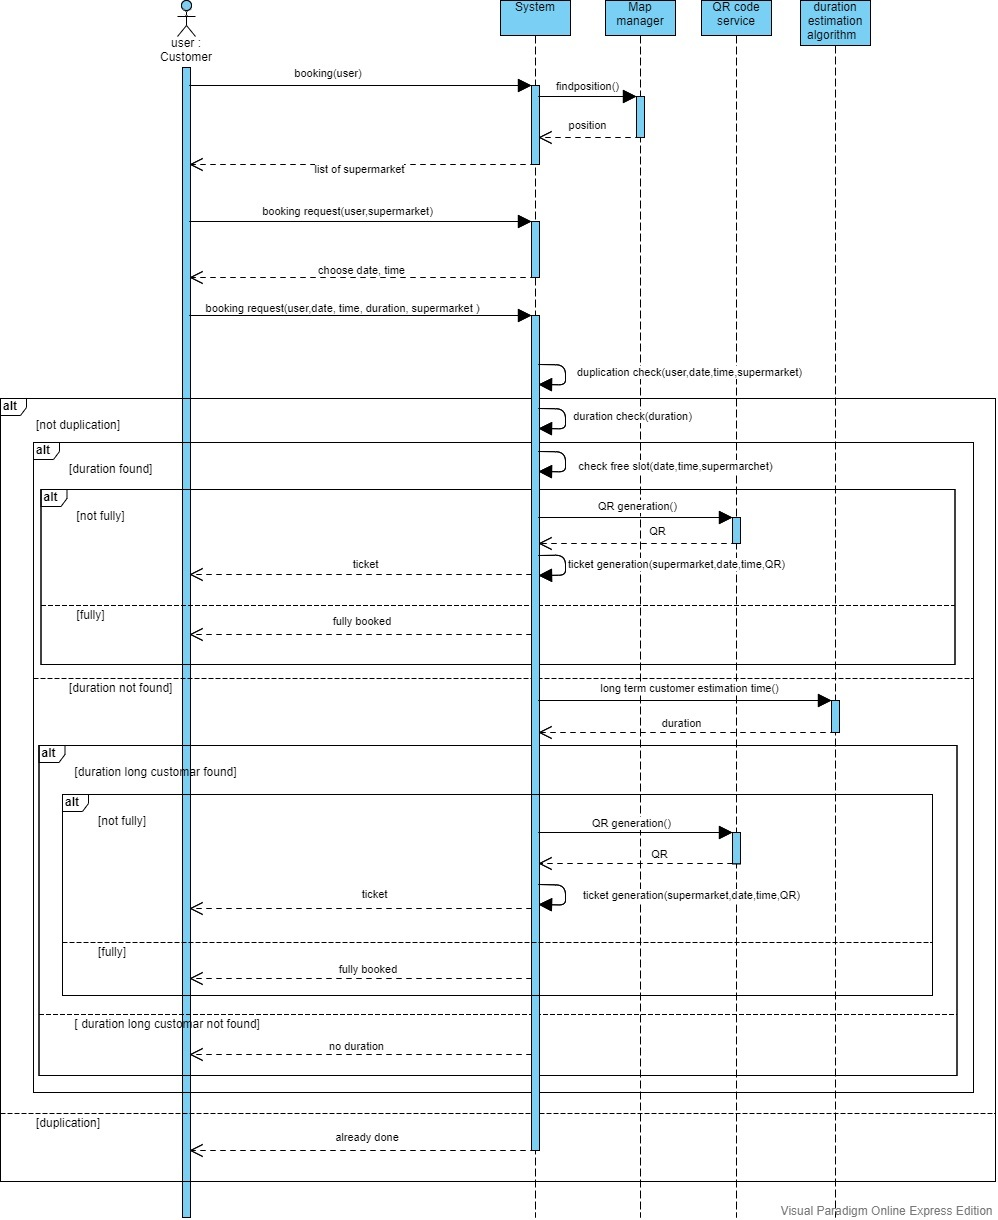 System
Map
manager
QR code
service
duration
estimation
algorithm
user :
Customer
booking(user)
findposition()
position
list of supermarket
booking request(user,supermarket)
choose date, time
booking request(user,date, time, duration, supermarket )
duplication check(user,date,time,supermarket)
alt
[not duplication]
duration check(duration)
alt
[duration found]
check free slot(date,time,supermarchet)
alt
[not fully]
QR generation()
QR
ticket generation(supermarket,date,time,QR)
ticket
[fully]
fully booked
[duration not found]
long term customer estimation time()
duration
alt
[duration long customar found]
alt
[not fully]
QR generation()
QR
ticket generation(supermarket,date,time,QR)
ticket
[fully]
fully booked
[ duration long customar not found]
no duration
[duplication]
already done
Visual Paradigm Online Express Edition